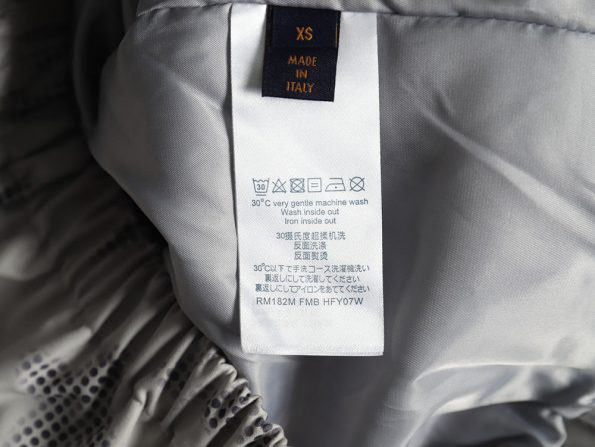 XS
MADE
IN
ITALY
30
30°C very gentle machine wash
Wash inside out
Iron inside out
30摄氏度超揉机洗
反面洗涤
反面熨烫
30°C以下で手洗コース洗濯機洗い
裏返しにして洗濯してください
裏返しにしてアイロンをあててください
RM182M FMB HFY07W